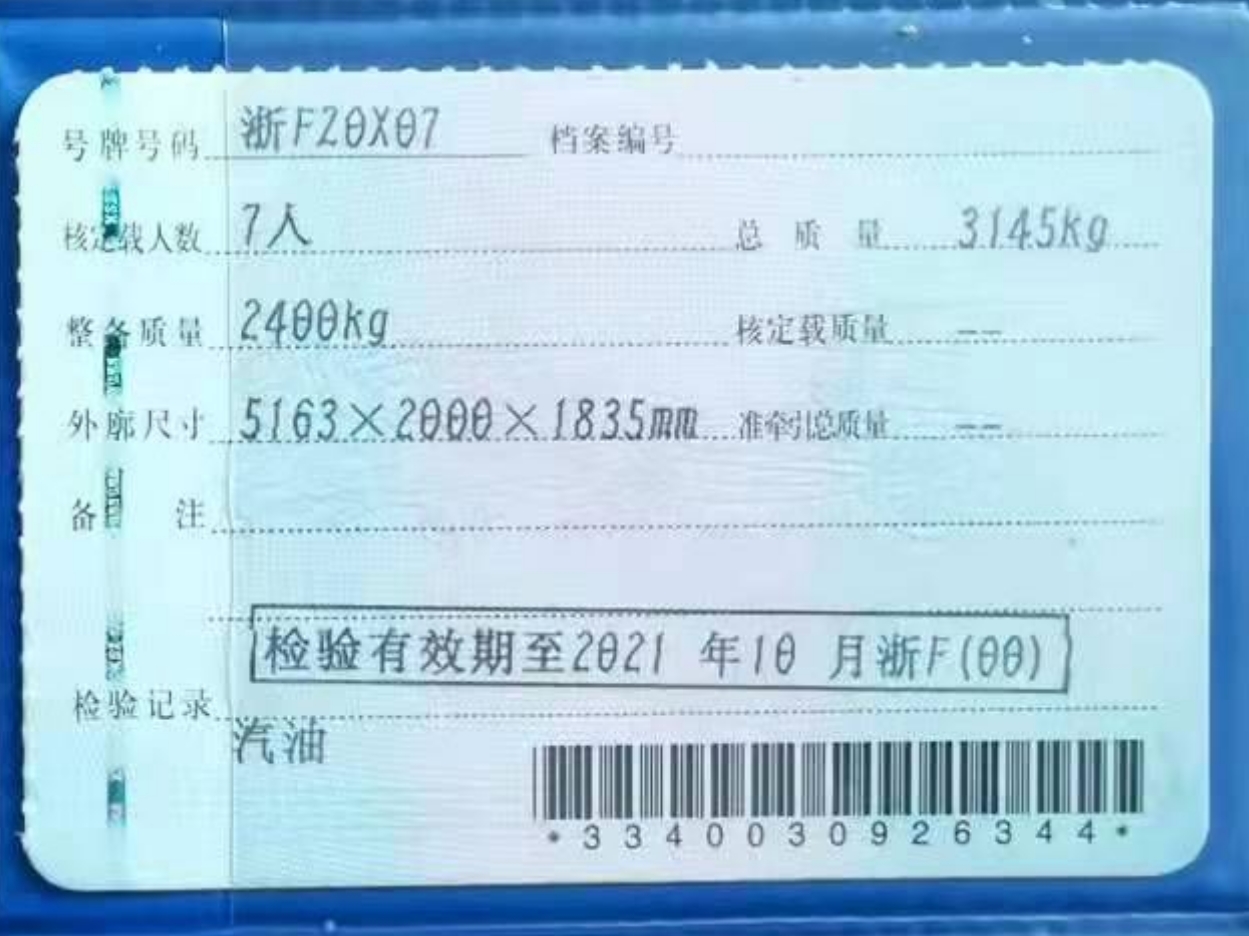 号牌号码 浙F20X07 档案编号
核定载人数 7人 总质量 3145kg
整备质量 2400kg 核定载质量 --
外廓尺寸 5163×2000×1835mm 准牵引总质量 --
备注
检验有效期至2021 年10 月浙F(00)
检验记录
汽油
*3340030926344*